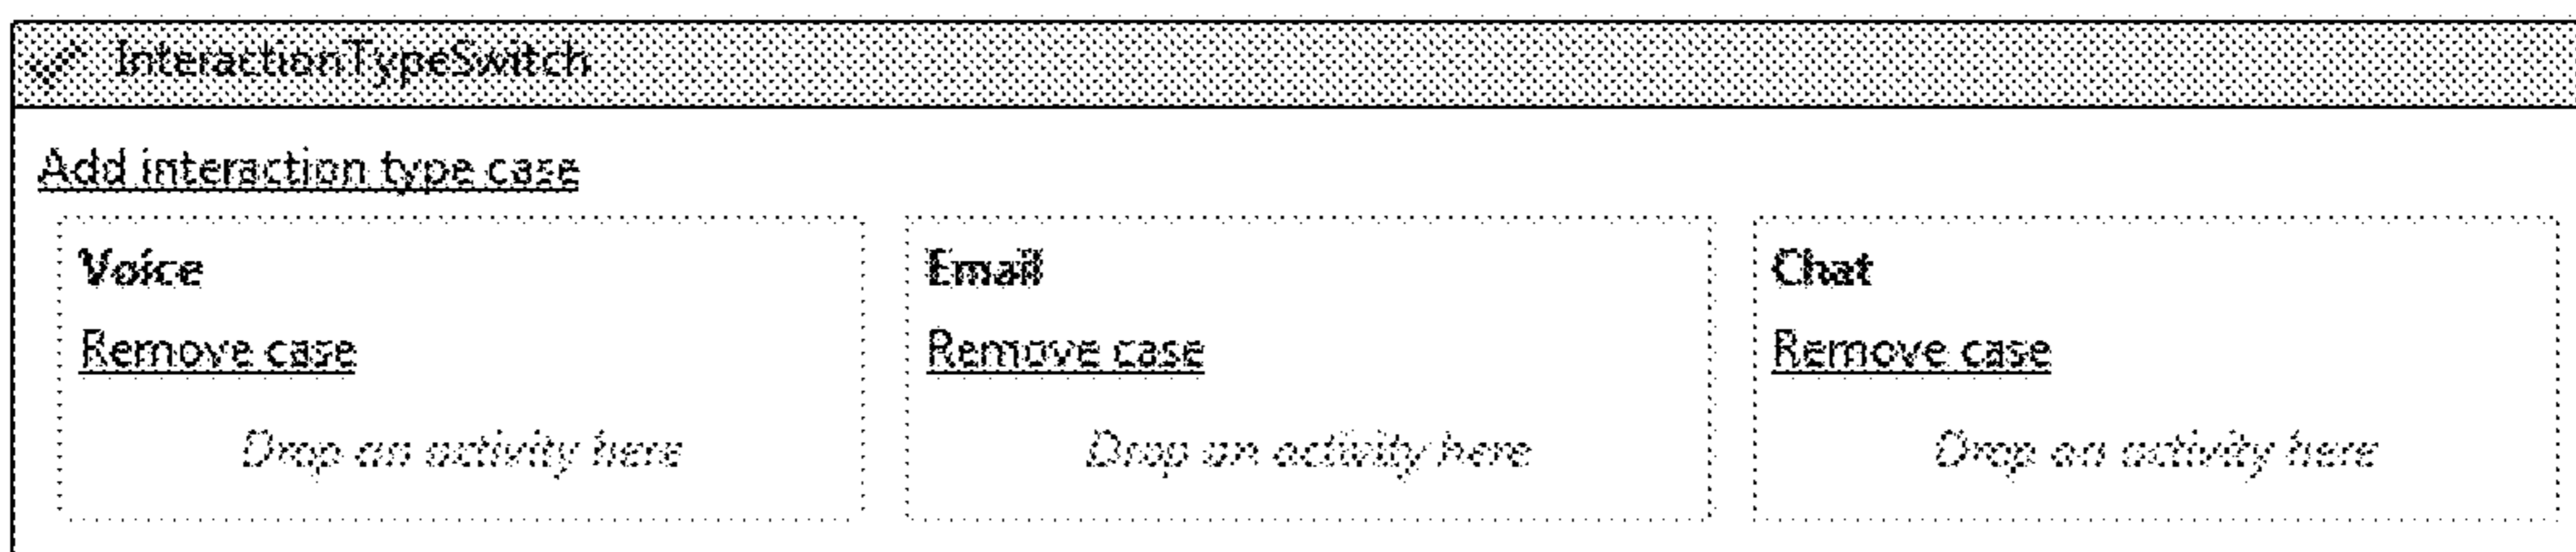 InteractionTypeSwitch
Add interaction type case
Voice Email Chat
Remove case Remove case Remove case
Drop an activity here Drop an activity here Drop an activity here